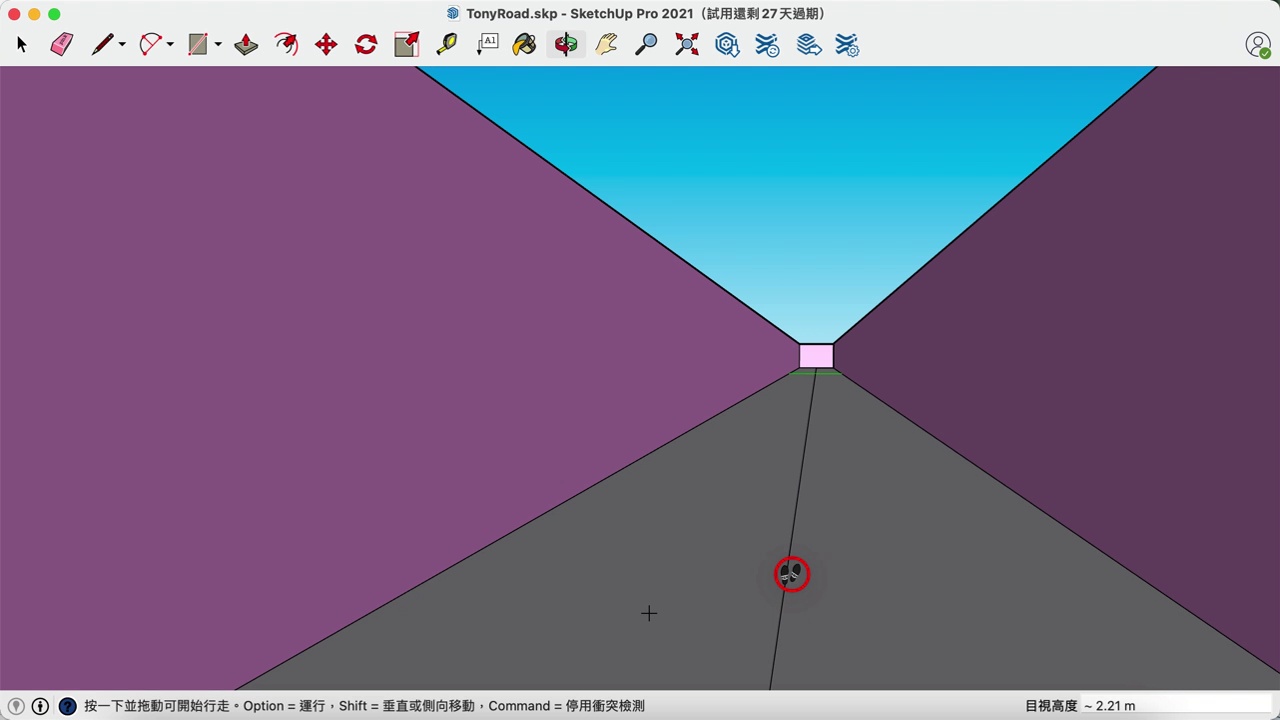 TonyRoad.skp - SketchUp Pro 2021（試用還剩 27 天過期）
A1
按一下並拖動可開始行走。Option = 運行，Shift = 垂直或側向移動，Command = 停用衝突檢測
目視高度 ~ 2.21 m